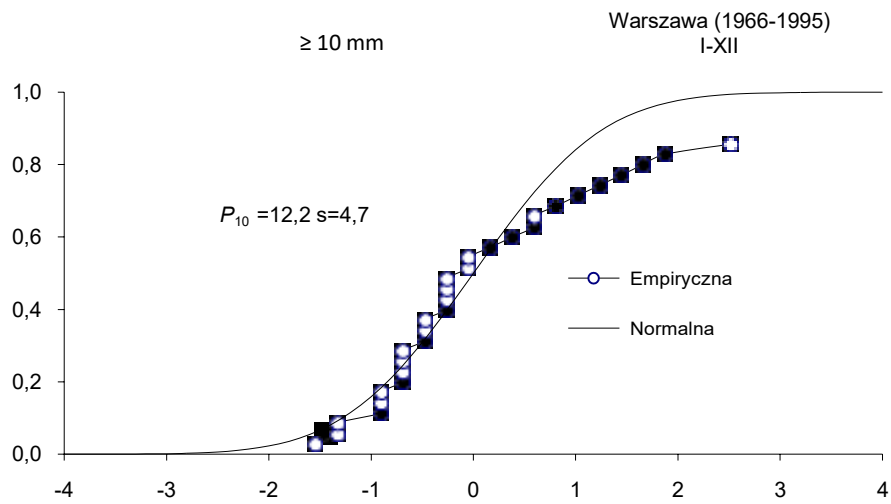 Warszawa (1966-1995)
≥ 10 mm
I-XII
1,0
0,8
P10 =12,2 s=4,7
0,6
Empiryczna
0,4
Normalna
0,2
0,0
-4 -3 -2 -1 0 1 2 3 4